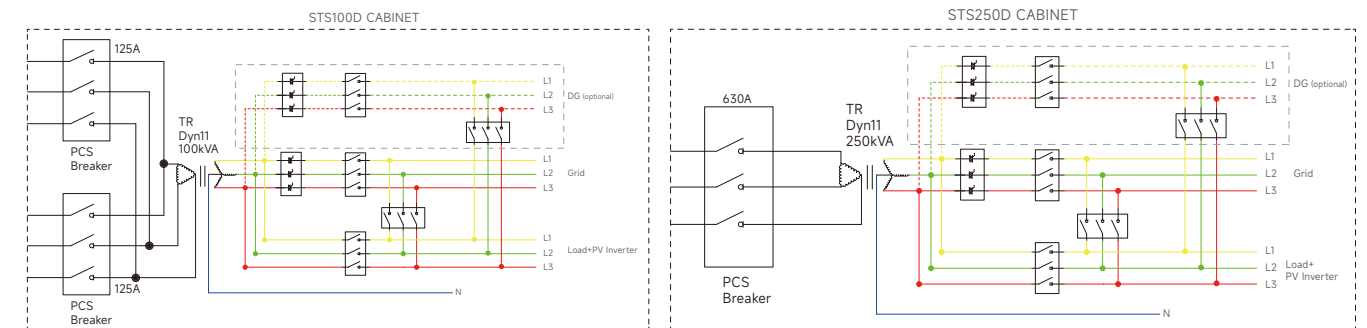 STS100D CABINET
125A
PCS
Breaker
PCS
Breaker
125A
TR
Dyn11
100kVA
L1
L2 DG (optional)
L3
L1
L2 Grid
L3
L1
L2 Load+PV Inverter
L3
N
STS250D CABINET
630A
PCS
Breaker
TR
Dyn11
250kVA
L1
L2 DG (optional)
L3
L1
L2 Grid
L3
L1
L2 Load+
PV Inverter
L3
N